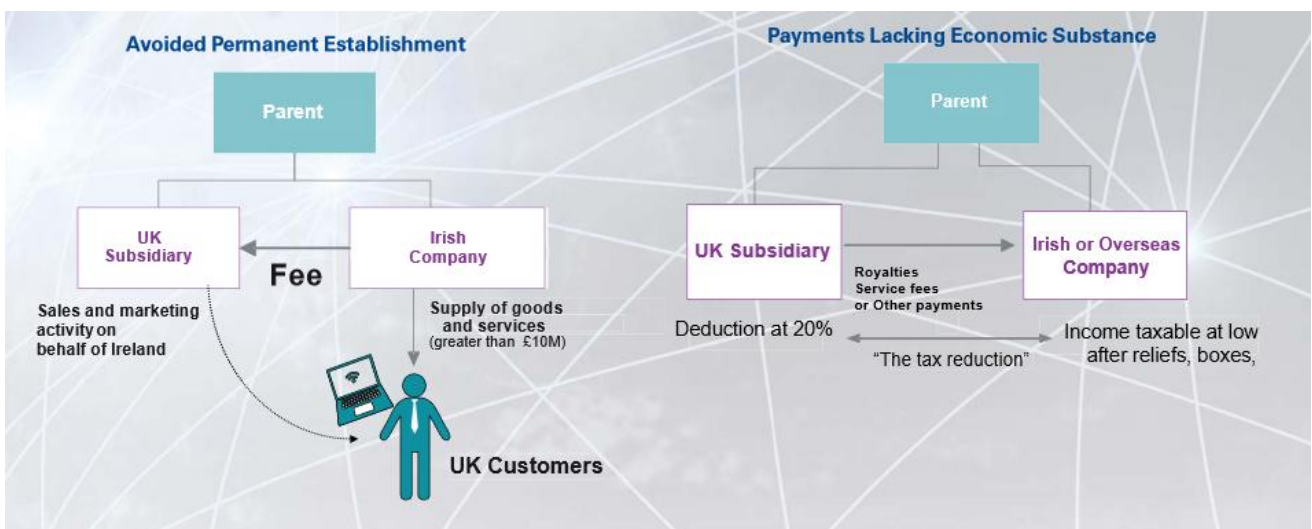 Avoided Permanent Establishment
Parent
UK
Subsidiary
Irish
Company
Fee
Sales and marketing
activity on
behalf of Ireland
Supply of goods
and services
(greater than £10M)
UK Customers
Payments Lacking Economic Substance
Parent
UK Subsidiary
Irish or Overseas
Company
Royalties
Service fees
or Other payments
Deduction at 20%
“The tax reduction”
Income taxable at low
after reliefs, boxes,